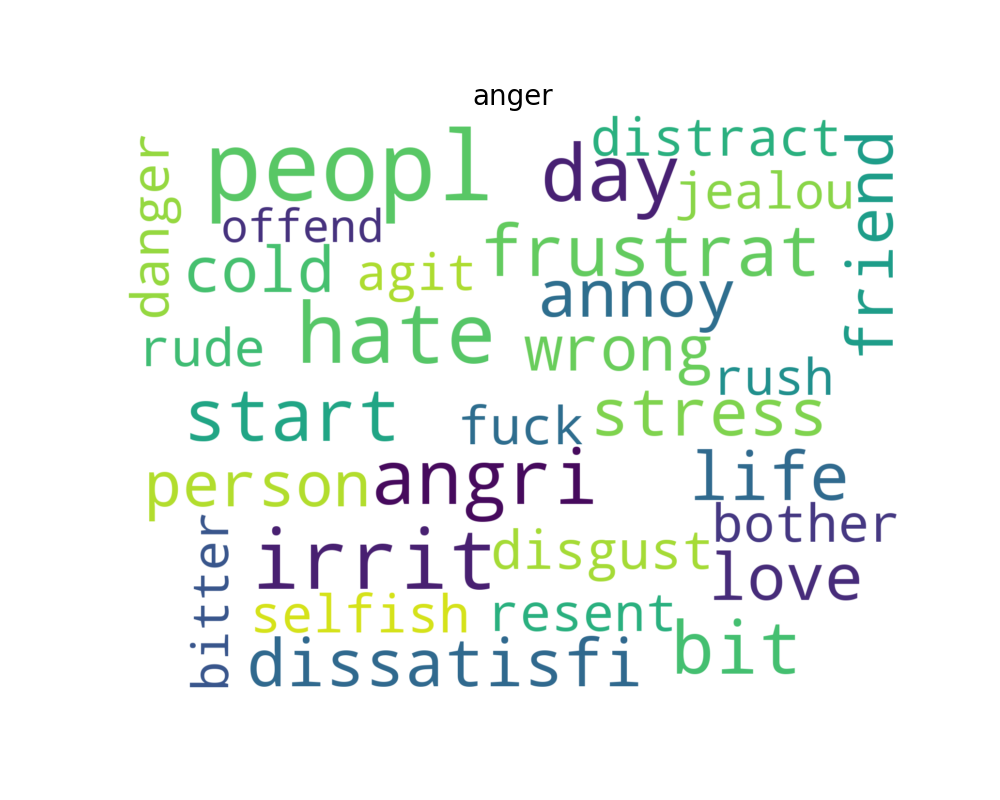 anger
distract
peopl
day
friend
danger
jealou
offend
frustrat
cold
agit
annoy
hate
rude
wrong
rush
start
fuck
stress
person
angri
life
bother
bitter
irrit
disgust
love
selfish
resent
bit
dissatisfi